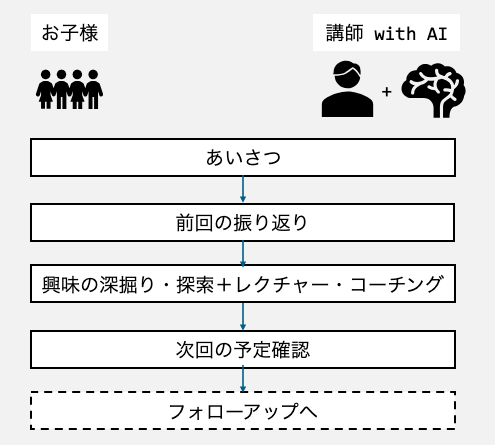 お子様
講師 with AI
+
あいさつ
前回の振り返り
興味の深掘り・探索＋レクチャー・コーチング
次回の予定確認
フォローアップへ